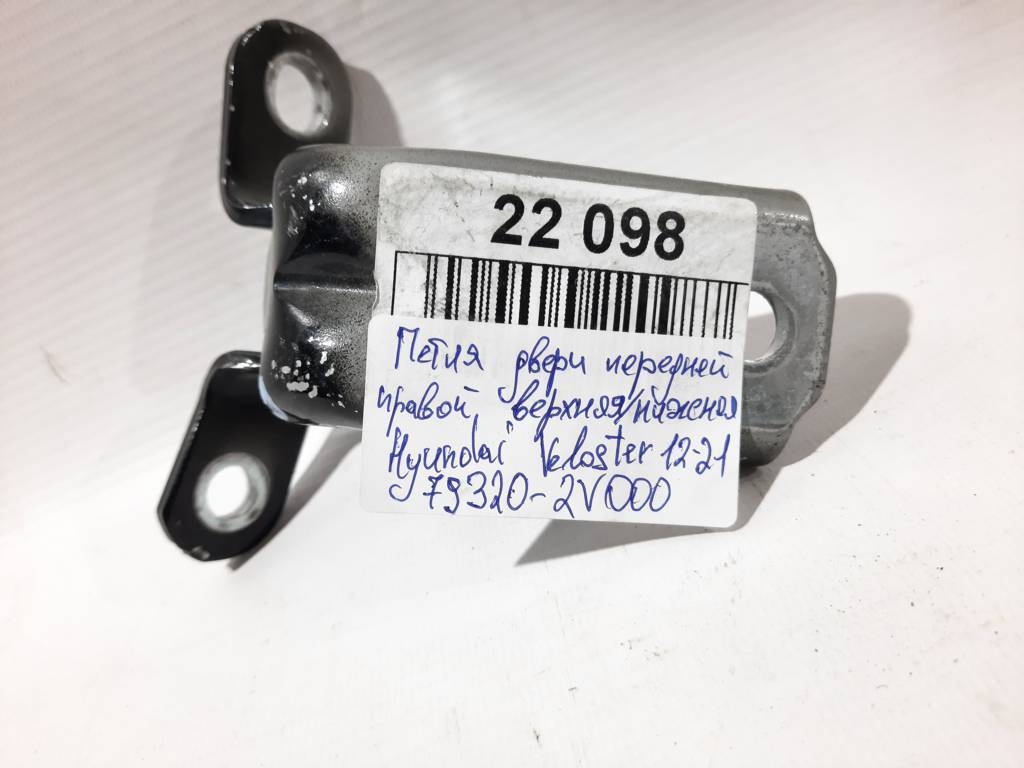 22 098
Петля двери передней
правой, верхняя/нижняя
Hyundai Veloster 12-21
79320-2V000